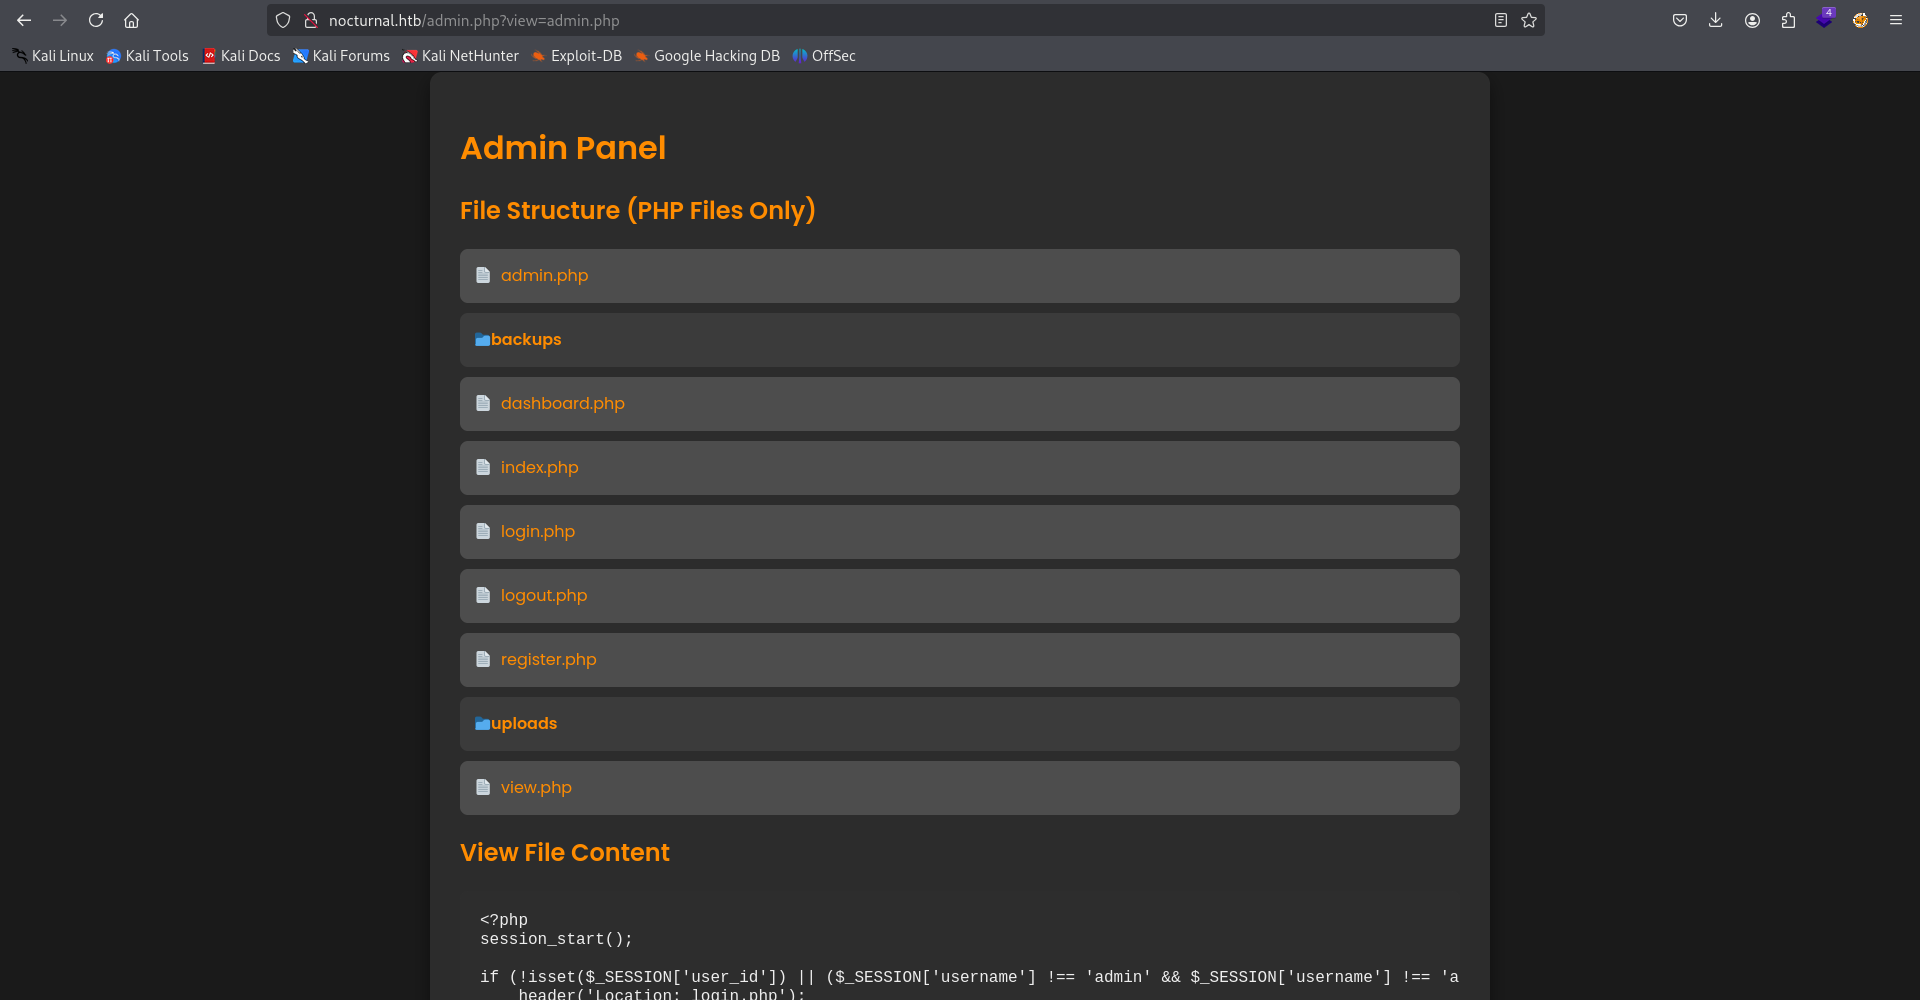 nocturnal.htb/admin.php?view=admin.php
4
Kali Linux Kali Tools Kali Docs Kali Forums Kali NetHunter Exploit-DB Google Hacking DB OffSec
Admin Panel
File Structure (PHP Files Only)
admin.php
backups
dashboard.php
index.php
login.php
logout.php
register.php
uploads
view.php
View File Content
<?php
session_start();
if (!isset($_SESSION['user_id']) || ($_SESSION['username'] !== 'admin' && $_SESSION['username'] !== 'a
header('Location: login.php');